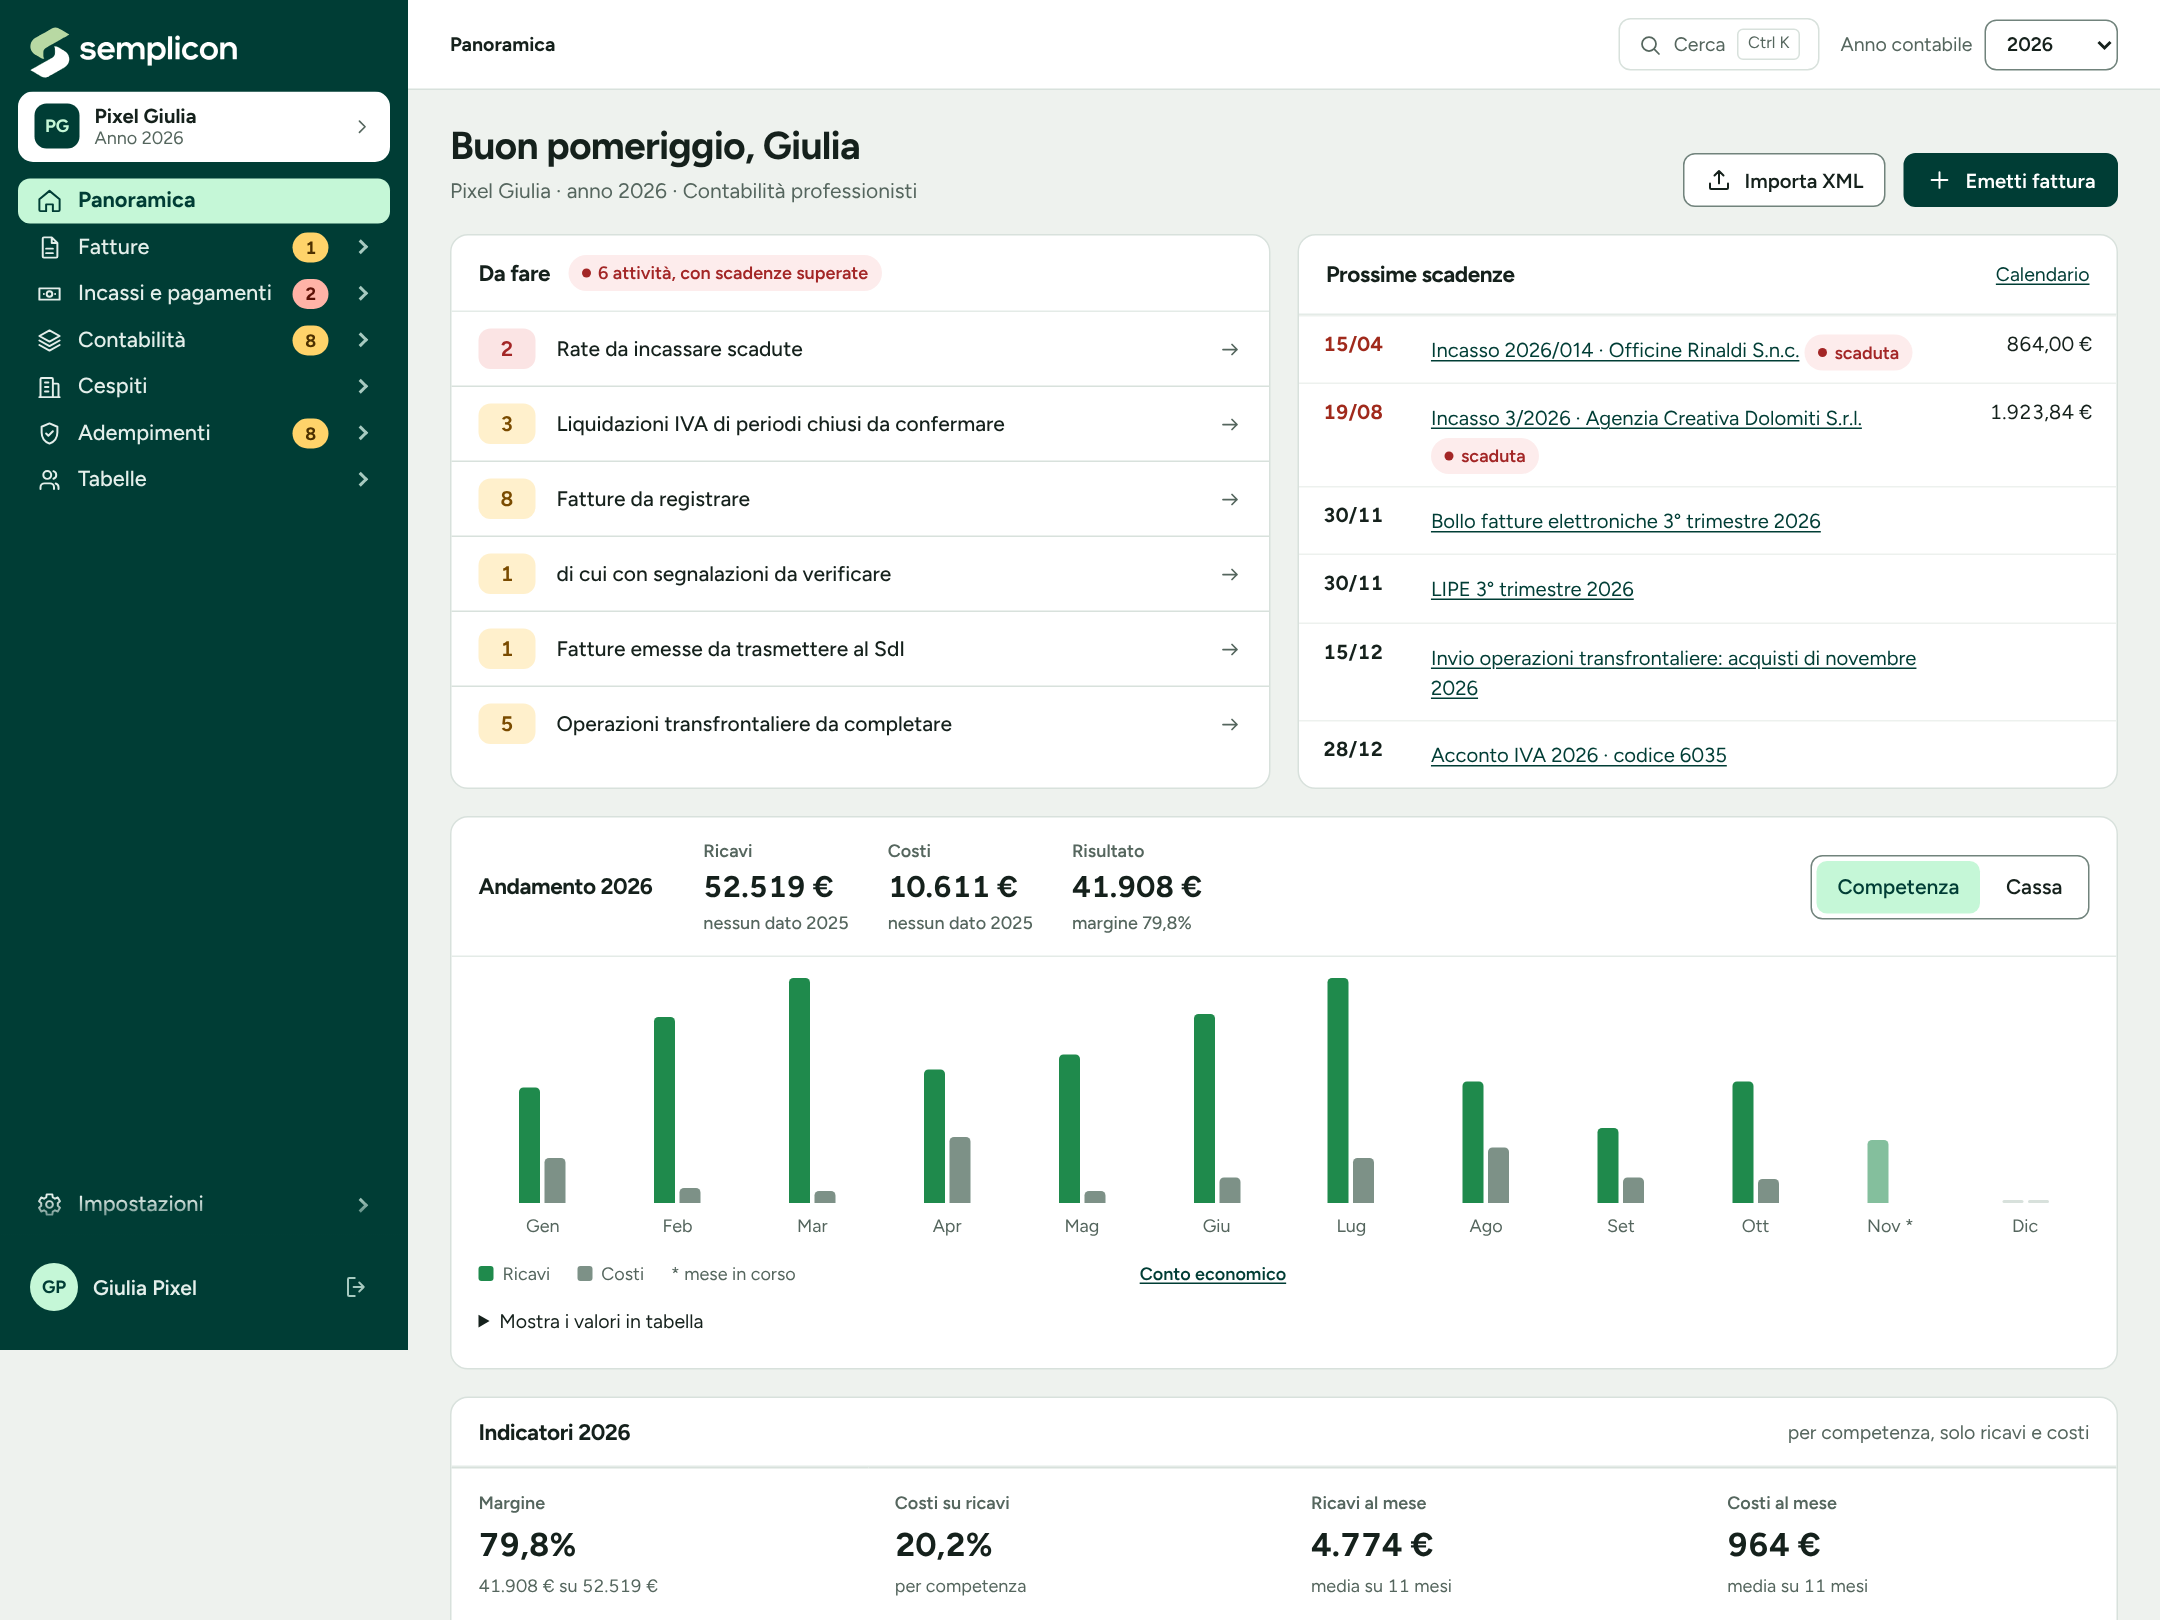 semplicon
PG
Pixel Giulia
Anno 2026
Panoramica
Fatture 1
Incassi e pagamenti 2
Contabilità 8
Cespiti
Adempimenti 8
Tabelle
Impostazioni
GP Giulia Pixel
Panoramica
Cerca Ctrl K
Anno contabile 2026
Buon pomeriggio, Giulia
Pixel Giulia · anno 2026 · Contabilità professionisti
Importa XML
Emetti fattura
Da fare 6 attività, con scadenze superate
2 Rate da incassare scadute
3 Liquidazioni IVA di periodi chiusi da confermare
8 Fatture da registrare
1 di cui con segnalazioni da verificare
1 Fatture emesse da trasmettere al SdI
5 Operazioni transfrontaliere da completare
Prossime scadenze Calendario
15/04 Incasso 2026/014 · Officine Rinaldi S.n.c. scaduta 864,00 €
19/08 Incasso 3/2026 · Agenzia Creativa Dolomiti S.r.l. 1.923,84 €
scaduta
30/11 Bollo fatture elettroniche 3° trimestre 2026
30/11 LIPE 3° trimestre 2026
15/12 Invio operazioni transfrontaliere: acquisti di novembre
2026
28/12 Acconto IVA 2026 · codice 6035
Andamento 2026
Ricavi
52.519 €
nessun dato 2025
Costi
10.611 €
nessun dato 2025
Risultato
41.908 €
margine 79,8%
Competenza Cassa
Gen Feb Mar Apr Mag Giu Lug Ago Set Ott Nov * Dic
Ricavi Costi * mese in corso Conto economico
Mostra i valori in tabella
Indicatori 2026 per competenza, solo ricavi e costi
Margine
79,8%
41.908 € su 52.519 €
Costi su ricavi
20,2%
per competenza
Ricavi al mese
4.774 €
media su 11 mesi
Costi al mese
964 €
media su 11 mesi